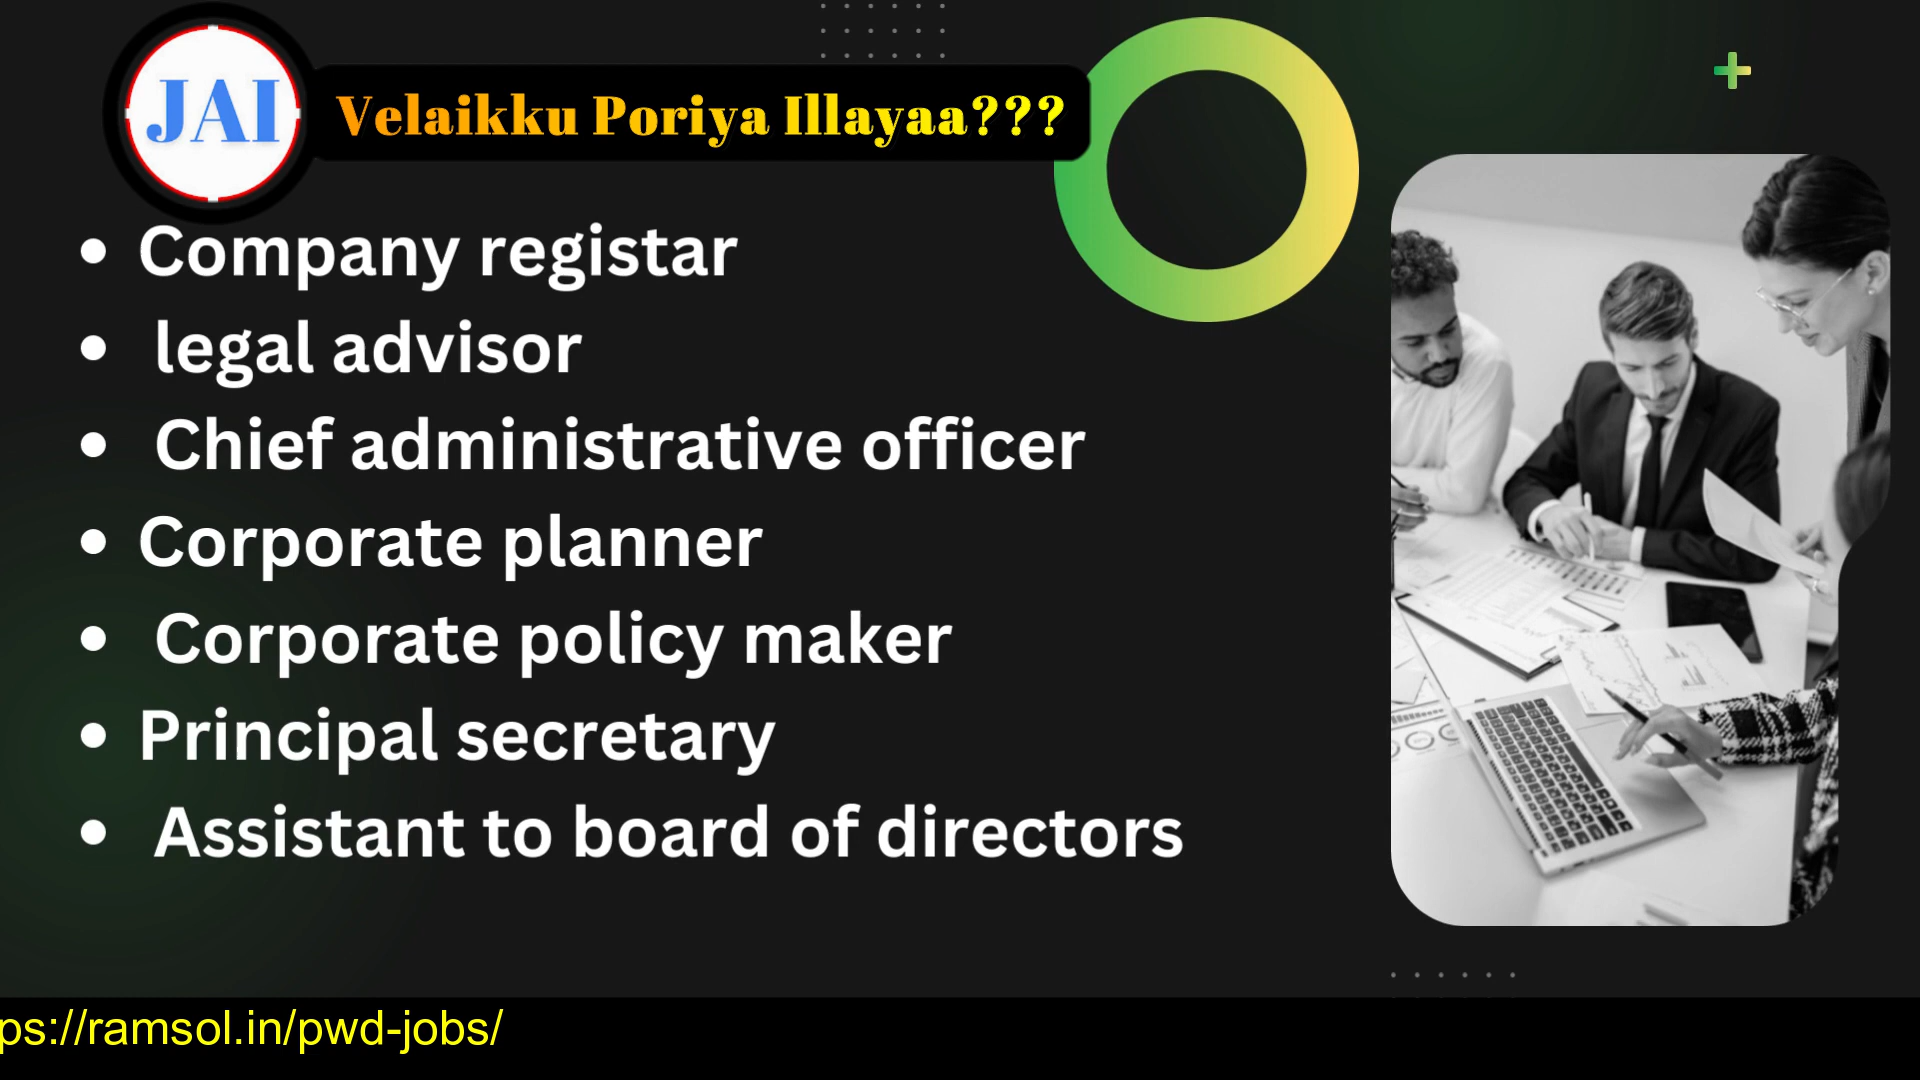 JAI
Velaikku Poriya Illayaa???
• Company registar
• legal advisor
• Chief administrative officer
• Corporate planner
• Corporate policy maker
• Principal secretary
• Assistant to board of directors
ps://ramsol.in/pwd-jobs/